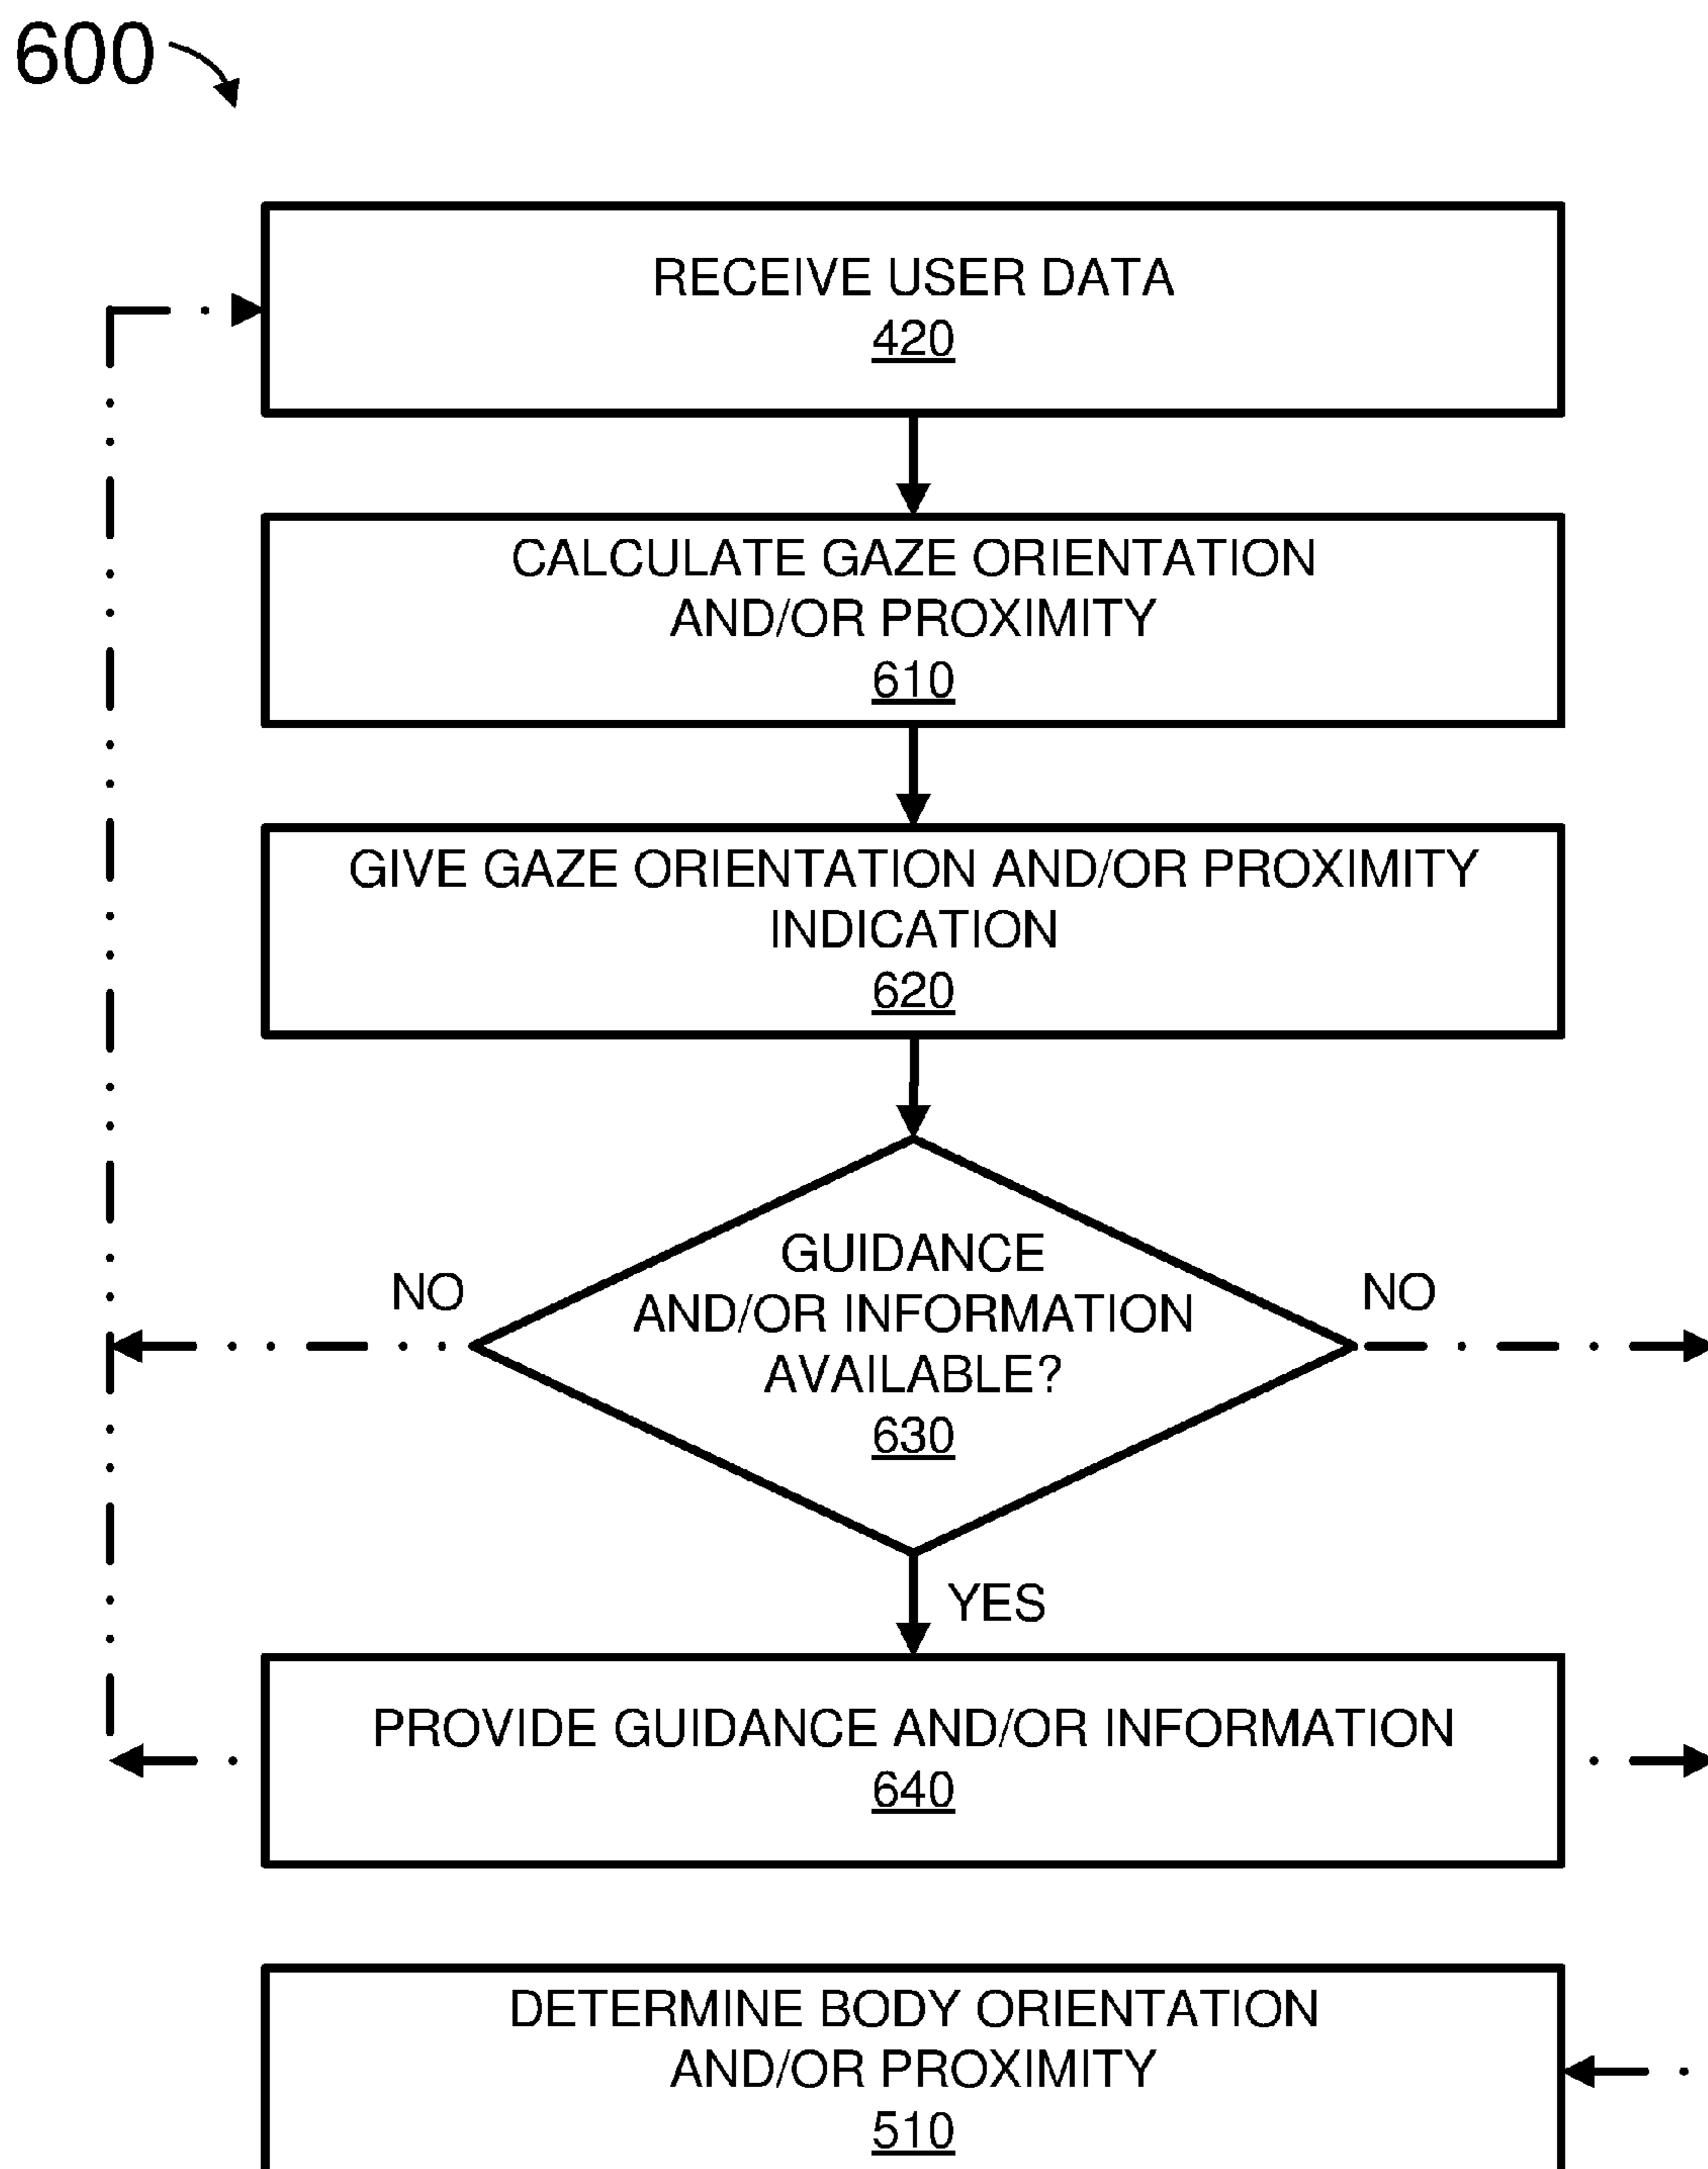 600
RECEIVE USER DATA
420
CALCULATE GAZE ORIENTATION
AND/OR PROXIMITY
610
GIVE GAZE ORIENTATION AND/OR PROXIMITY
INDICATION
620
GUIDANCE
AND/OR INFORMATION
AVAILABLE?
630
NO
NO
YES
PROVIDE GUIDANCE AND/OR INFORMATION
640
DETERMINE BODY ORIENTATION
AND/OR PROXIMITY
510